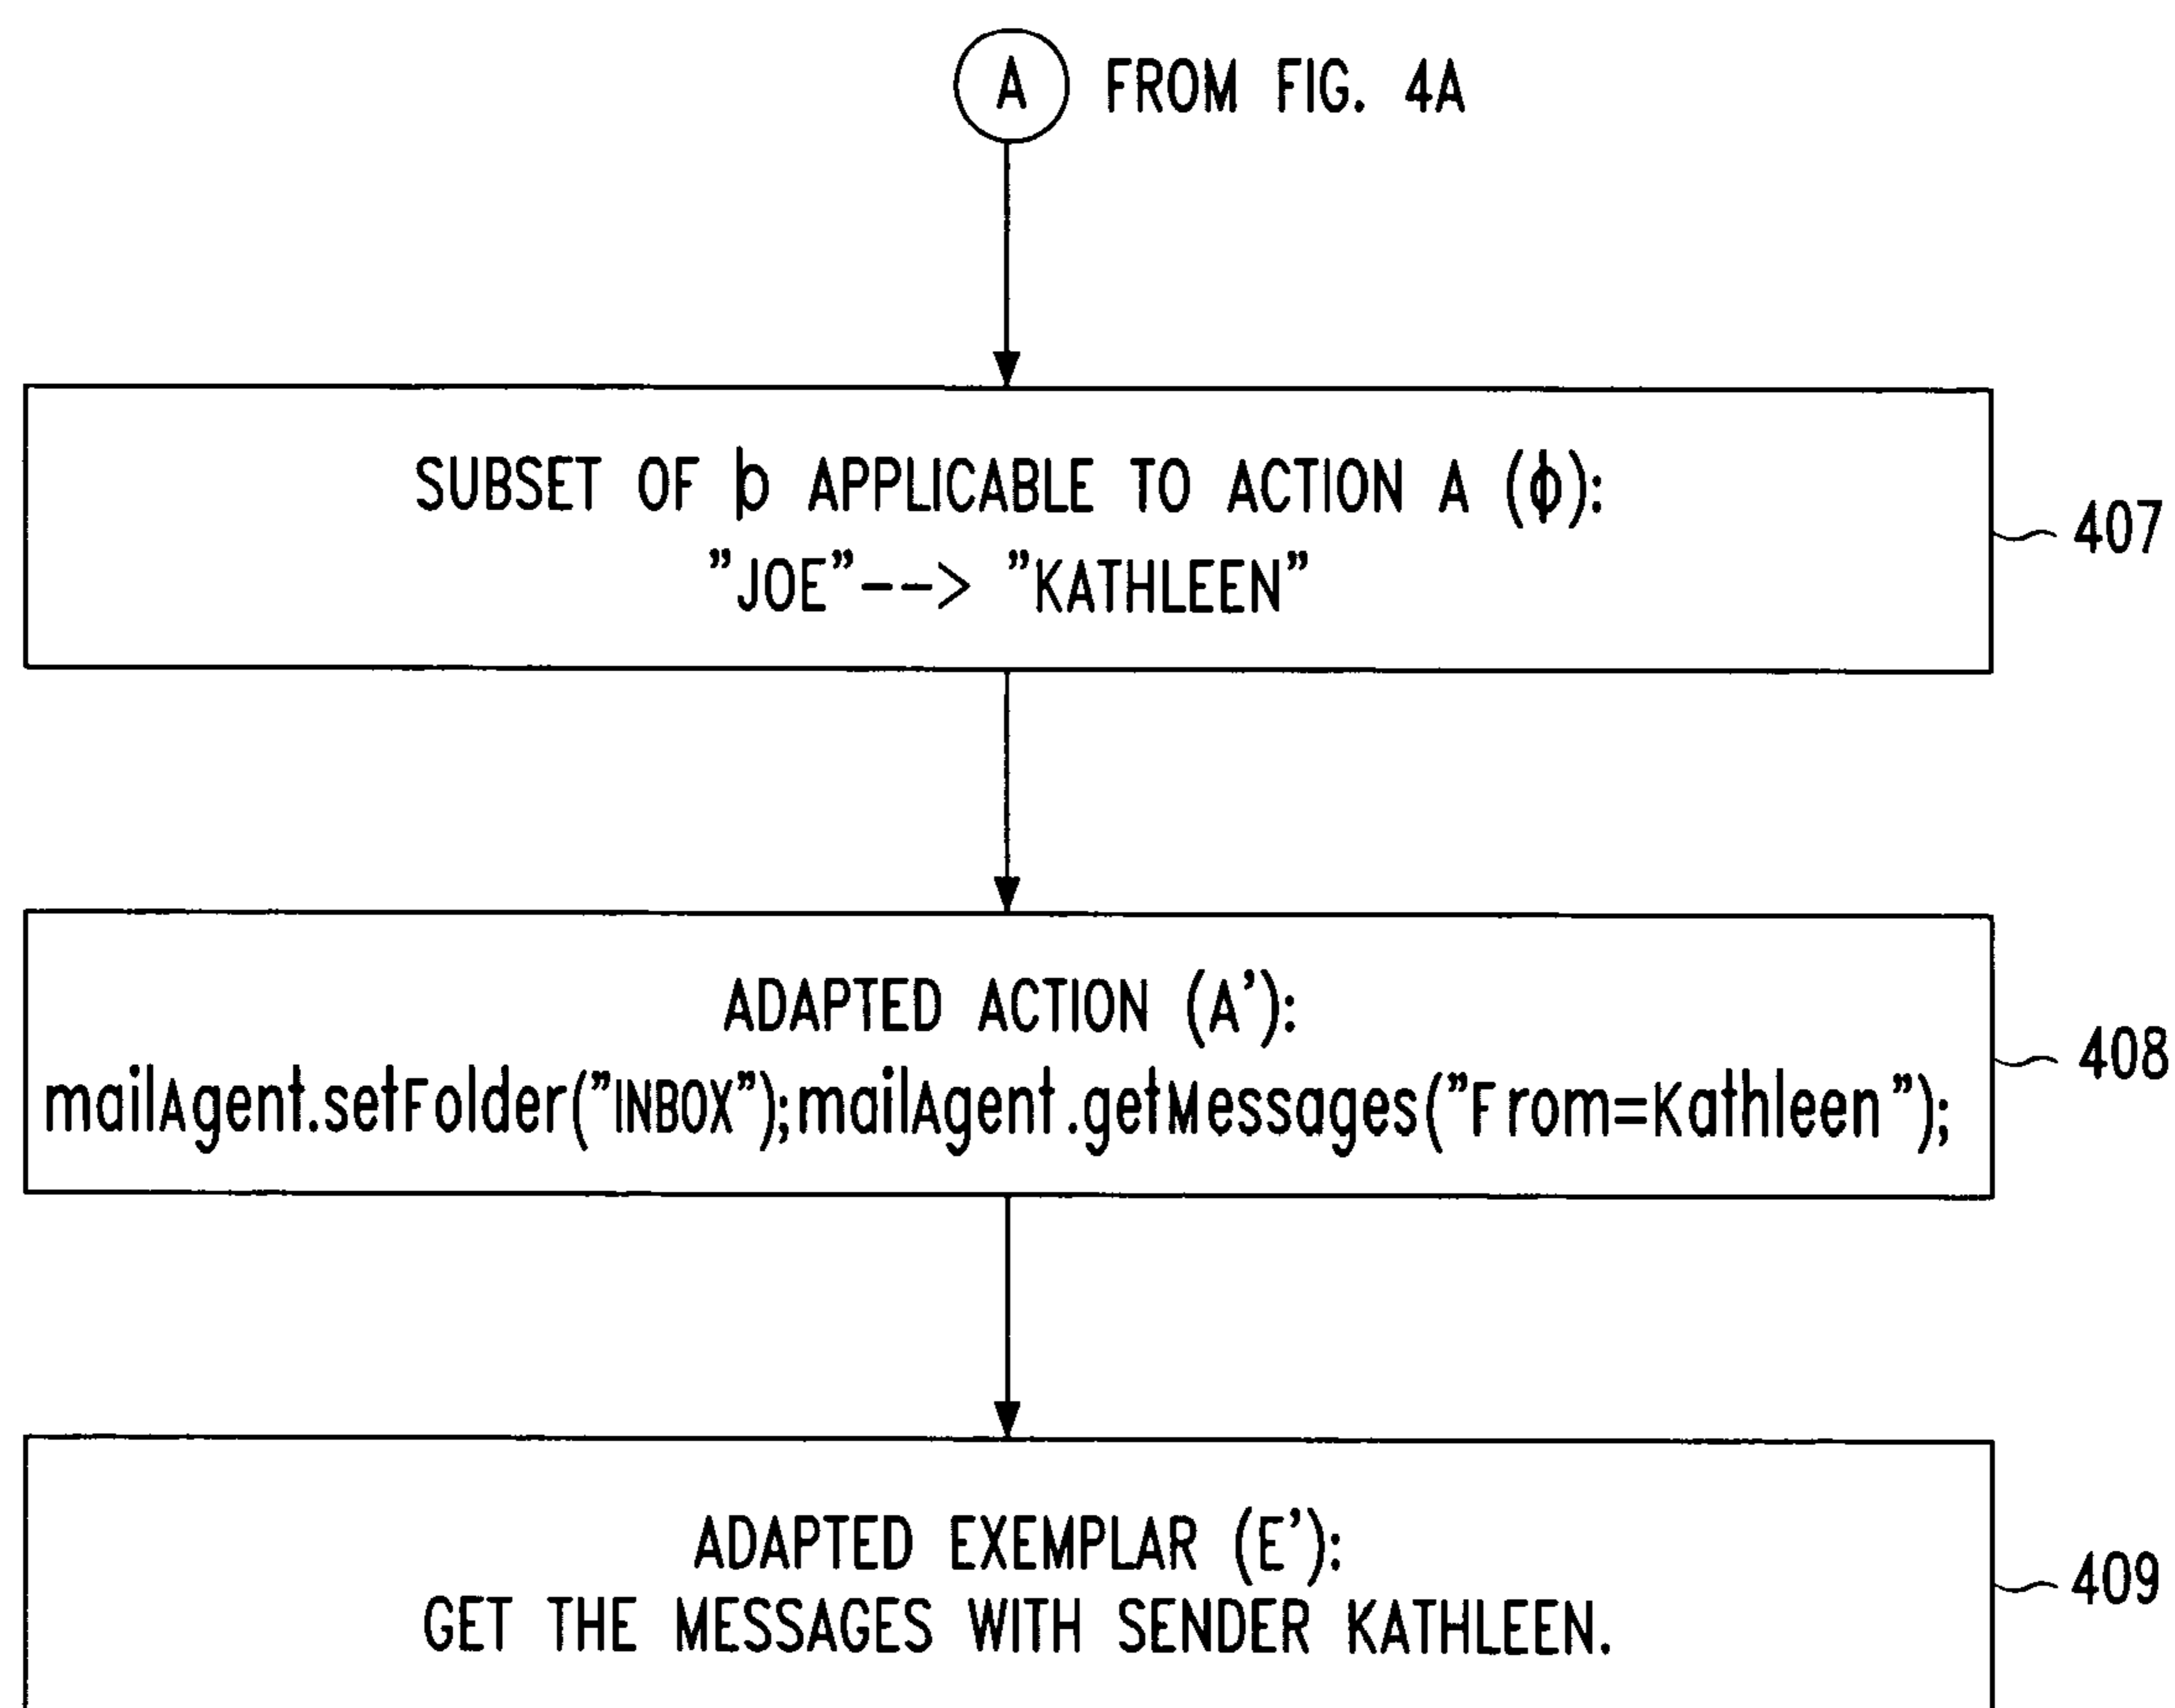 A FROM FIG. 4A
SUBSET OF þ APPLICABLE TO ACTION A (ϕ):
"JOE"--> "KATHLEEN"
407
ADAPTED ACTION (A'):
mailAgent.setFolder("INBOX");mailAgent.getMessages("From=Kathleen");
408
ADAPTED EXEMPLAR (E'):
GET THE MESSAGES WITH SENDER KATHLEEN.
409